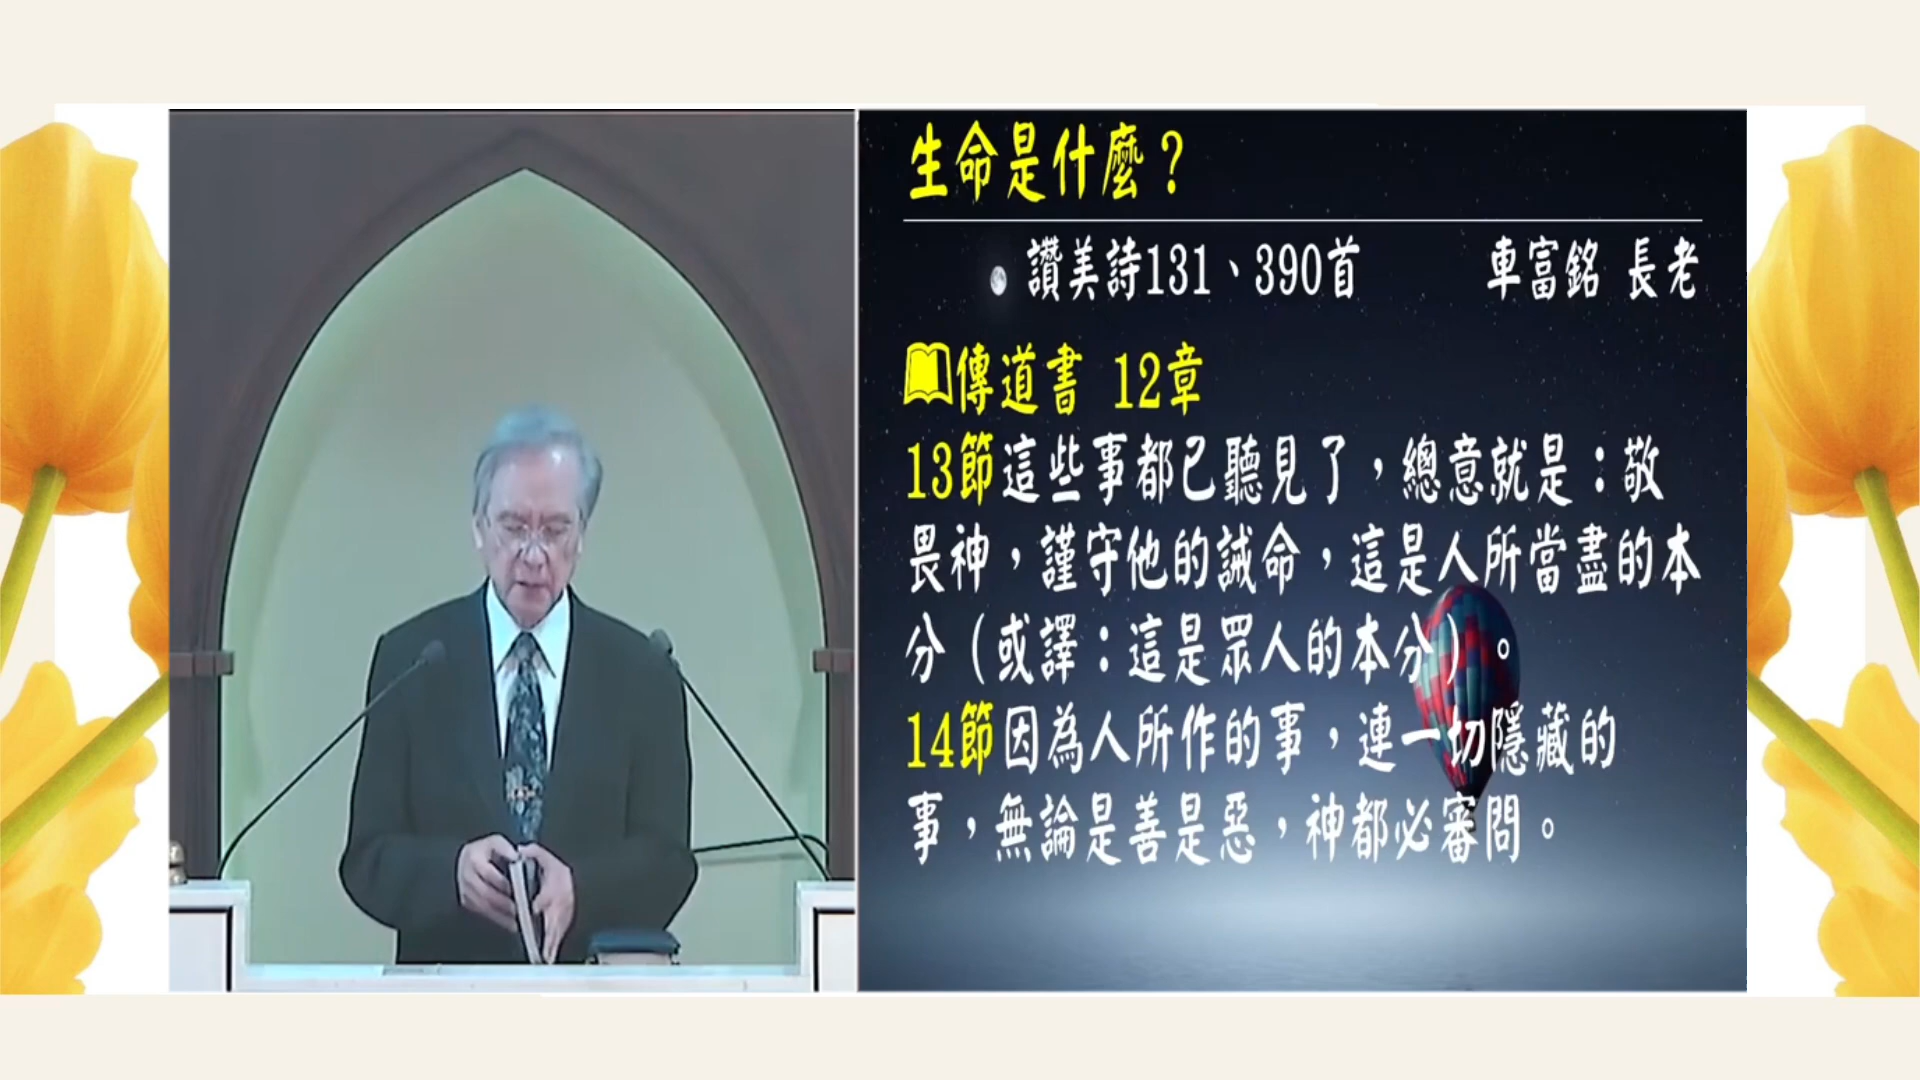 生命是什麼？
讚美詩131、390首 車富銘 長老
傳道書 12章
13節這些事都已聽見了，總意就是：敬
畏神，謹守他的誡命，這是人所當盡的本
分（或譯：這是眾人的本分）。
14節因為人所作的事，連一切隱藏的
事，無論是善是惡，神都必審問。